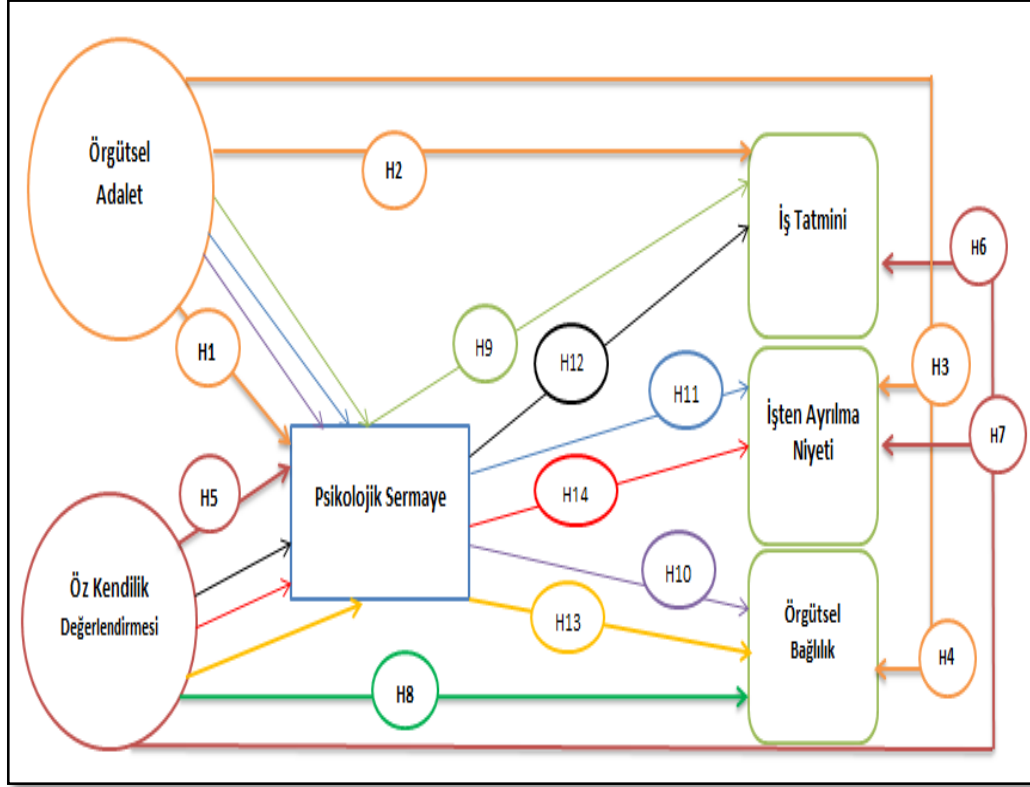 Örgütsel
Adalet
H2
İş Tatmini
H6
H1
H9
H12
H11
H3
İşten Ayrılma
Niyeti
H7
H5
Psikolojik Sermaye
H14
H10
Öz Kendilik
Değerlendirmesi
H13
Örgütsel
Bağlılık
H4
H8